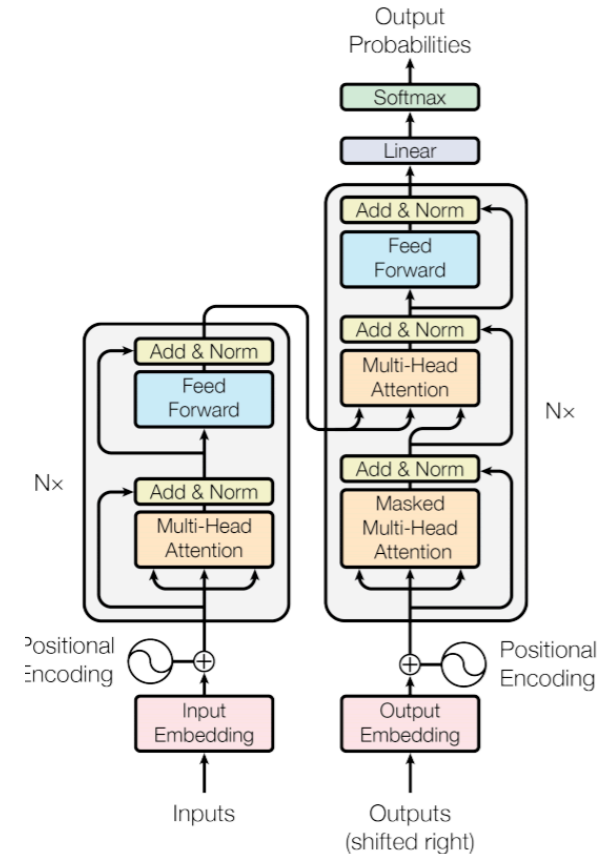 Output
Probabilities
Softmax
Linear
Add & Norm
Feed
Forward
Add & Norm
Multi-Head
Attention
Add & Norm
Masked
Multi-Head
Attention
Nx
Add & Norm
Feed
Forward
Add & Norm
Multi-Head
Attention
N×
Positional
Encoding
Positional
Encoding
Input
Embedding
Output
Embedding
Inputs
Outputs
(shifted right)